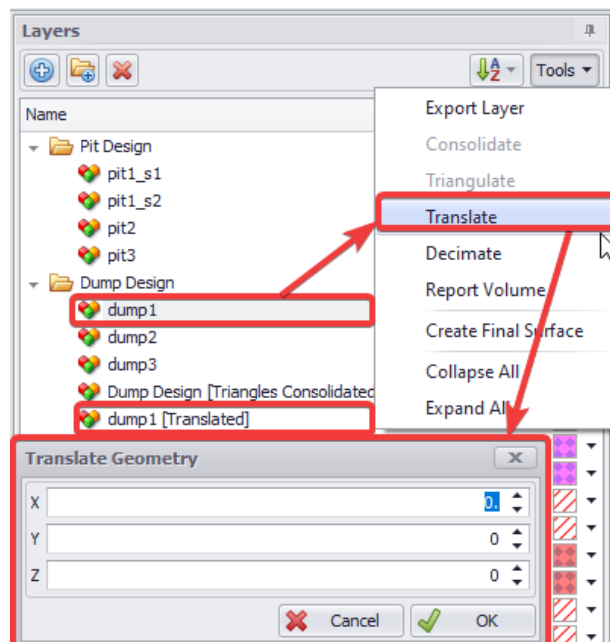 Layers
Tools
Name
Export Layer
Consolidate
Triangulate
Translate
Decimate
Report Volume
Create Final Surface
Collapse All
Expand All
Pit Design
pit1_s1
pit1_s2
pit2
pit3
Dump Design
dump1
dump2
dump3
Dump Design [Triangles Consolidated
dump1 [Translated]
Translate Geometry
X 0.
Y 0
Z 0
Cancel OK